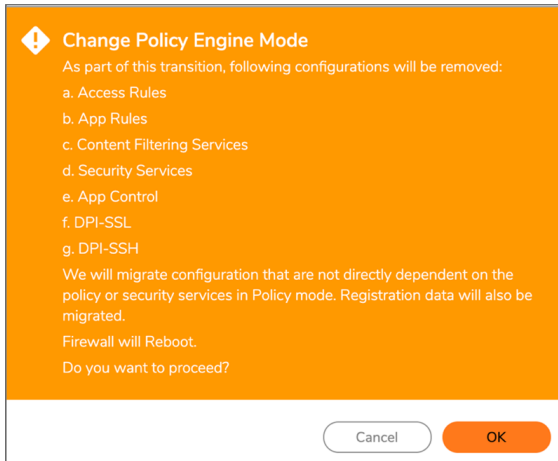 Change Policy Engine Mode
As part of this transition, following configurations will be removed:
a. Access Rules
b. App Rules
c. Content Filtering Services
d. Security Services
e. App Control
f. DPI-SSL
g. DPI-SSH
We will migrate configuration that are not directly dependent on the
policy or security services in Policy mode. Registration data will also be
migrated.
Firewall will Reboot.
Do you want to proceed?
Cancel OK